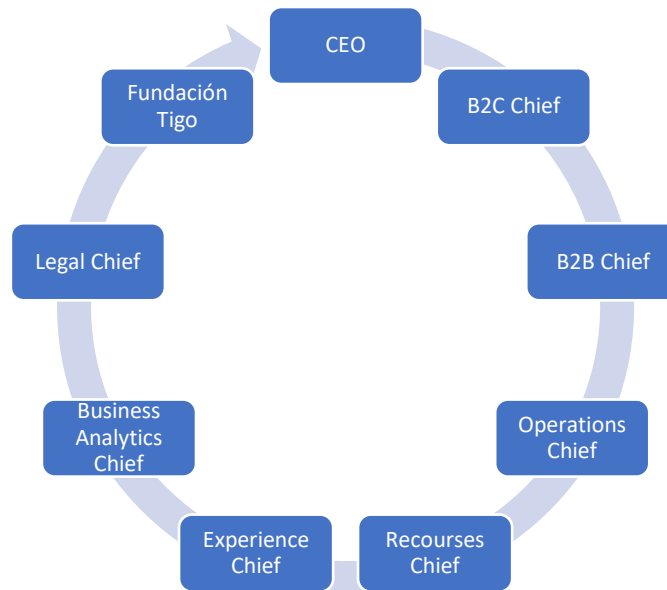 CEO
B2C Chief
B2B Chief
Operations
Chief
Recourses
Chief
Experience
Chief
Business
Analytics
Chief
Legal Chief
Fundación
Tigo